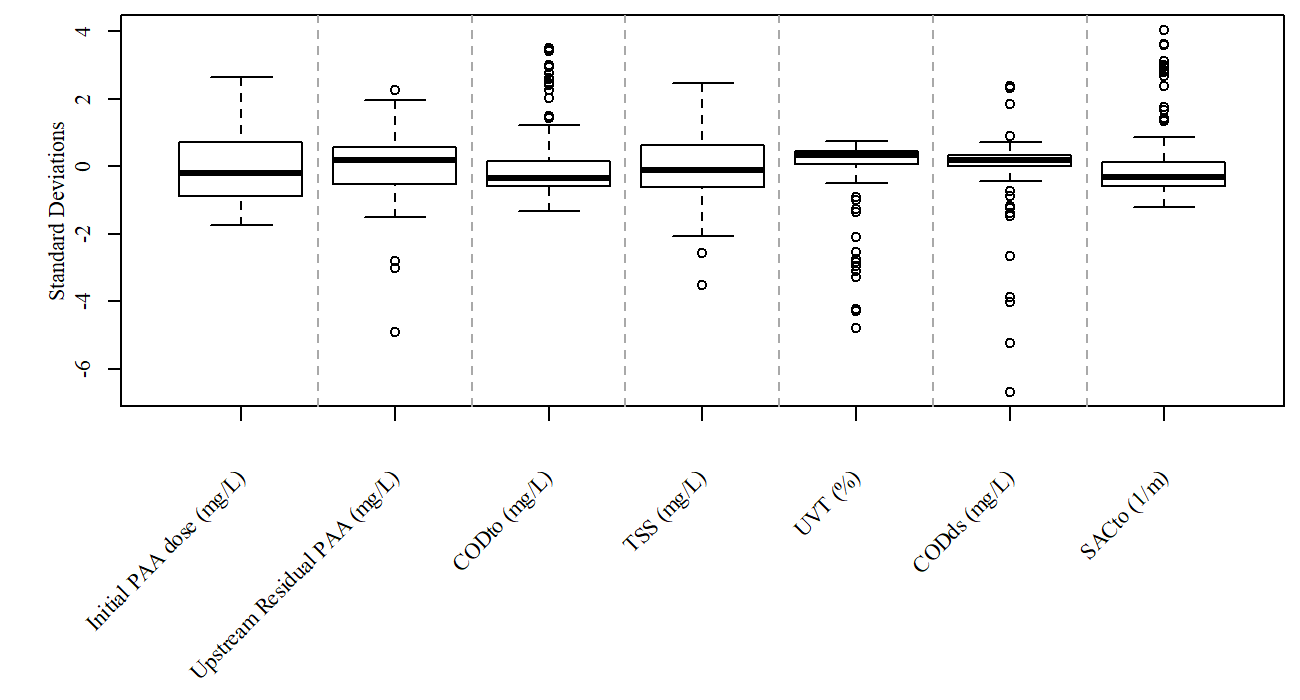 Standard Deviations
4
2
0
-2
-4
-6
Initial PAA dose (mg/L)
Upstream Residual PAA (mg/L)
CODto (mg/L)
TSS (mg/L)
UVT (%)
CODds (mg/L)
SACto (1/m)